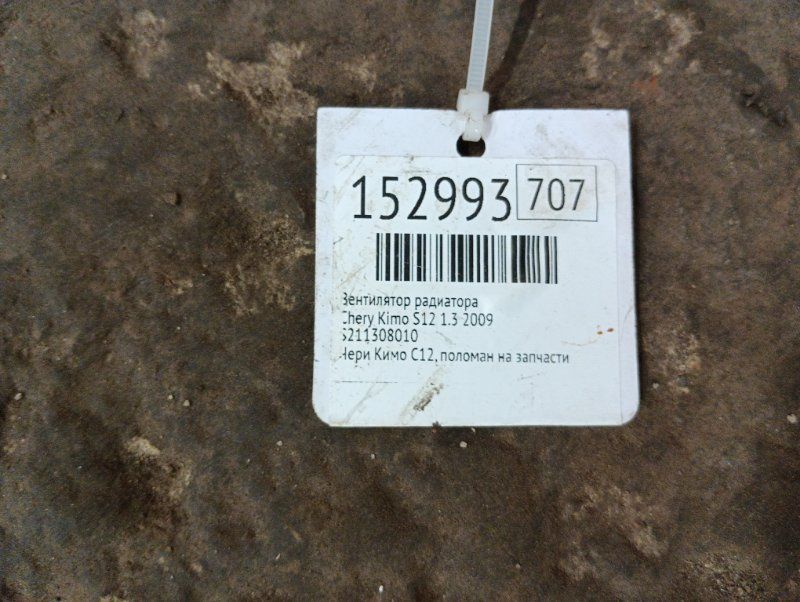 152993 707
Вентилятор радиатора
Chery Kimo S12 1.3 2009
S211308010
Чери Кимо С12, поломан на запчасти